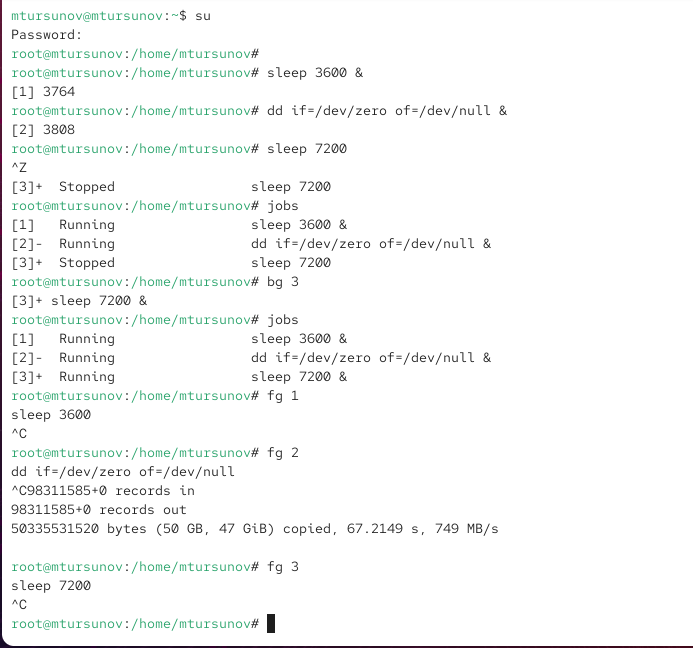 mtursunov@mtursunov:~$ su
Password:
root@mtursunov:/home/mtursunov#
root@mtursunov:/home/mtursunov# sleep 3600 &
[1] 3764
root@mtursunov:/home/mtursunov# dd if=/dev/zero of=/dev/null &
[2] 3808
root@mtursunov:/home/mtursunov# sleep 7200
^Z
[3]+  Stopped                 sleep 7200
root@mtursunov:/home/mtursunov# jobs
[1]   Running                 sleep 3600 &
[2]-  Running                 dd if=/dev/zero of=/dev/null &
[3]+  Stopped                 sleep 7200
root@mtursunov:/home/mtursunov# bg 3
[3]+ sleep 7200 &
root@mtursunov:/home/mtursunov# jobs
[1]   Running                 sleep 3600 &
[2]-  Running                 dd if=/dev/zero of=/dev/null &
[3]+  Running                 sleep 7200 &
root@mtursunov:/home/mtursunov# fg 1
sleep 3600
^C
root@mtursunov:/home/mtursunov# fg 2
dd if=/dev/zero of=/dev/null
^C98311585+0 records in
98311585+0 records out
50335531520 bytes (50 GB, 47 GiB) copied, 67.2149 s, 749 MB/s

root@mtursunov:/home/mtursunov# fg 3
sleep 7200
^C
root@mtursunov:/home/mtursunov#